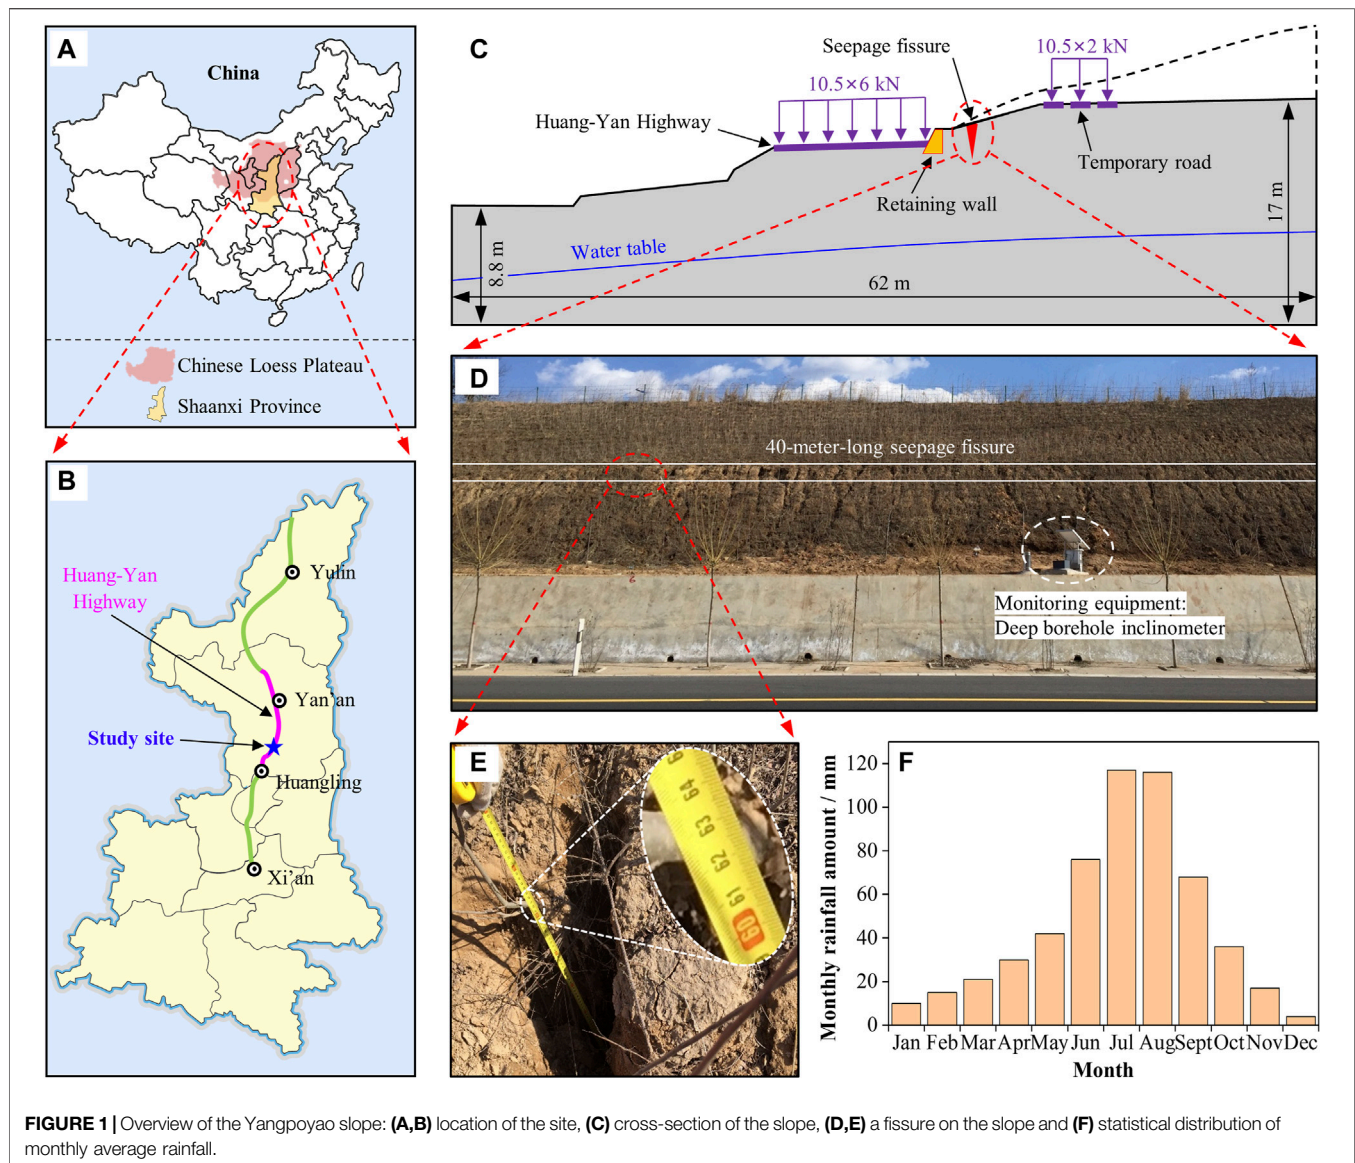 A
China
Chinese Loess Plateau
Shaanxi Province
B
Huang-Yan
Highway
Yulin
Yan'an
Study site
Huangling
Xi'an
C
Seepage fissure
10.5×2 kN
10.5×6 kN
Huang-Yan Highway
Temporary road
Retaining wall
17 m
Water table
8.8 m
62 m
D
40-meter-long seepage fissure
Monitoring equipment:
Deep borehole inclinometer
E
64
63
62
61
60
F
Monthly rainfall amount / mm
120
100
80
60
40
20
0
Jan Feb Mar Apr May Jun Jul Aug Sept Oct Nov Dec
Month
FIGURE 1 | Overview of the Yangpoyao slope: (A,B) location of the site, (C) cross-section of the slope, (D,E) a fissure on the slope and (F) statistical distribution of
monthly average rainfall.